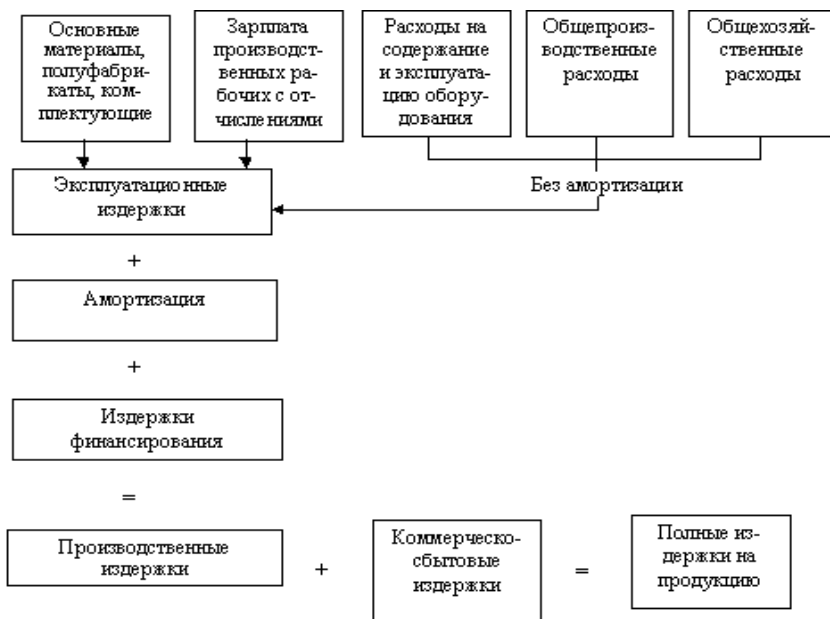 Основные
материалы,
полуфабри-
каты, ком-
плектующие
Зарплата
производст-
венных ра-
бочих с от-
числениями
Расходы на
содержание
и эксплуата-
цию обору-
дования
Общепроиз-
водственные
расходы
Общехозяй-
ственные
расходы
Эксплуатационные
издержки
Без амортизации
+
Амортизация
+
Издержки
финансирования
=
Производственные
издержки
+
Коммерческо-
сбытовые
издержки
=
Полные из-
держки на
продукцию